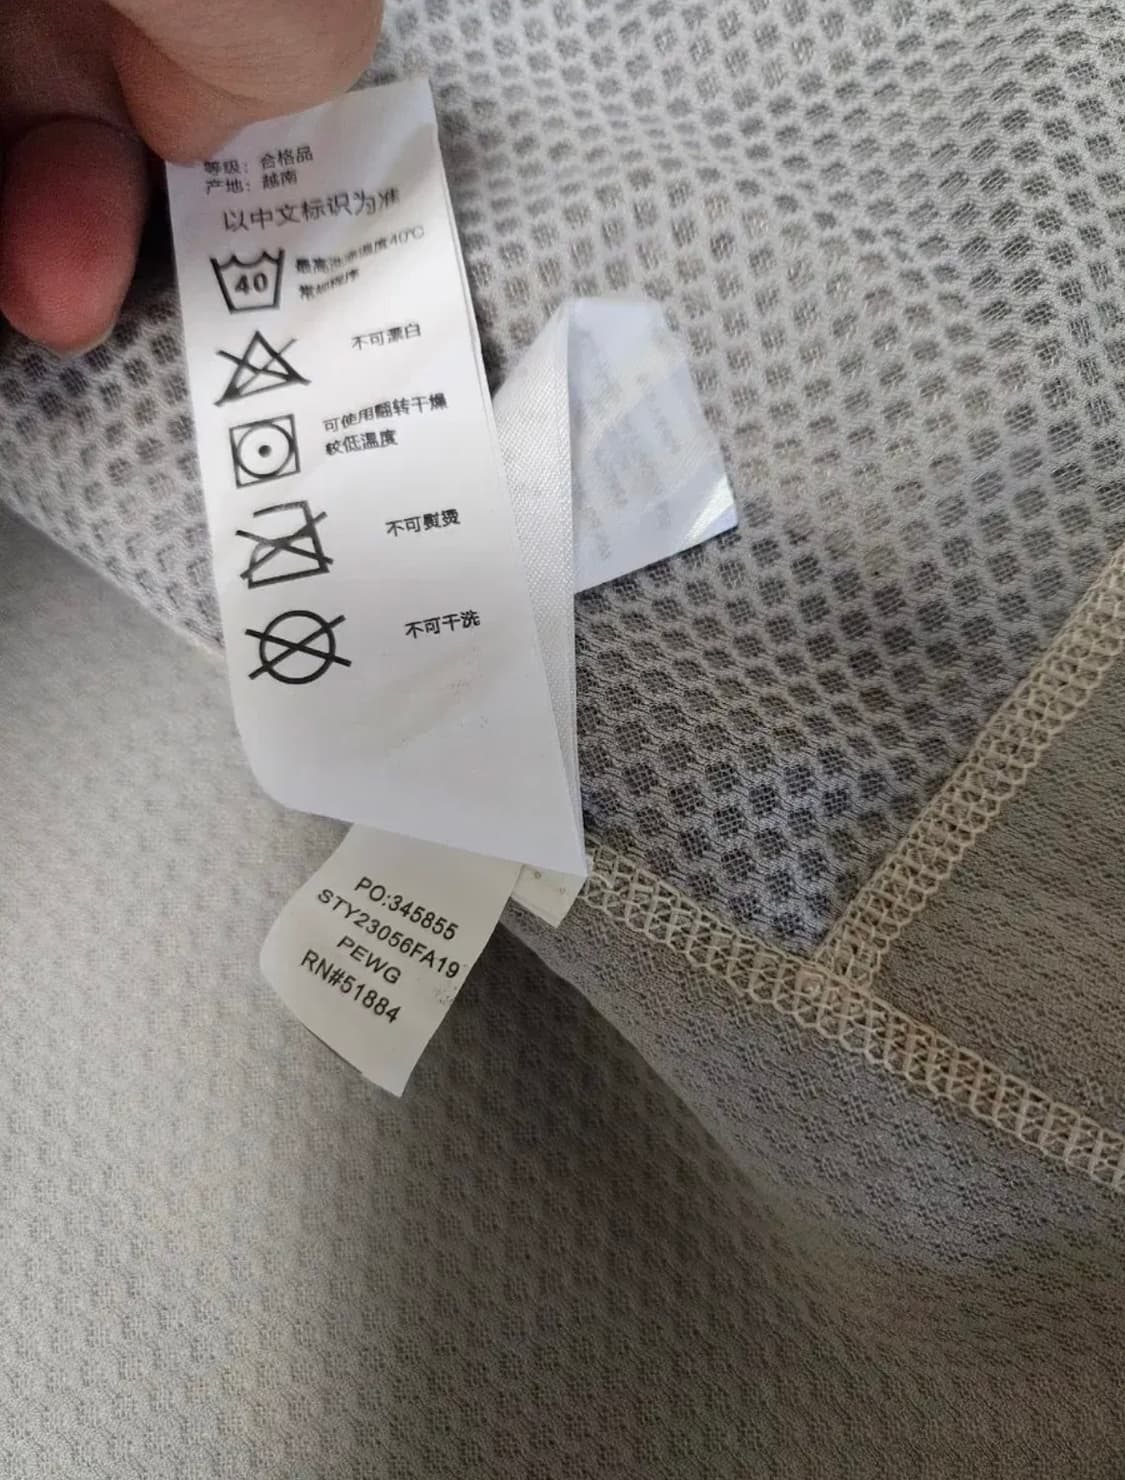 等级：合格品
产地：越南
以中文标识为准
40
最高洗涤温度40℃
常规程序
不可漂白
可使用翻转干燥
较低温度
不可熨烫
不可干洗
PO:345855
STY23056FA19
PEWG
RN#51884